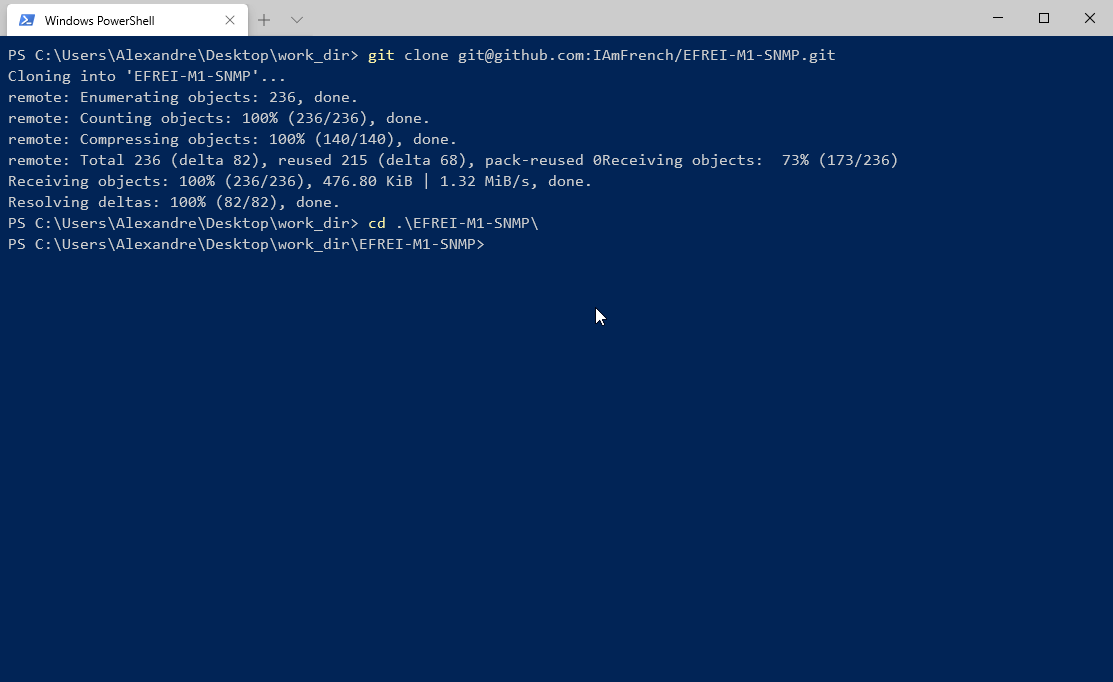 Windows PowerShell
PS C:\Users\Alexandre\Desktop\work_dir> git clone git@github.com:IAmFrench/EFREI-M1-SNMP.git
Cloning into 'EFREI-M1-SNMP'...
remote: Enumerating objects: 236, done.
remote: Counting objects: 100% (236/236), done.
remote: Compressing objects: 100% (140/140), done.
remote: Total 236 (delta 82), reused 215 (delta 68), pack-reused 0Receiving objects:  73% (173/236)
Receiving objects: 100% (236/236), 476.80 KiB | 1.32 MiB/s, done.
Resolving deltas: 100% (82/82), done.
PS C:\Users\Alexandre\Desktop\work_dir> cd .\EFREI-M1-SNMP\
PS C:\Users\Alexandre\Desktop\work_dir\EFREI-M1-SNMP>